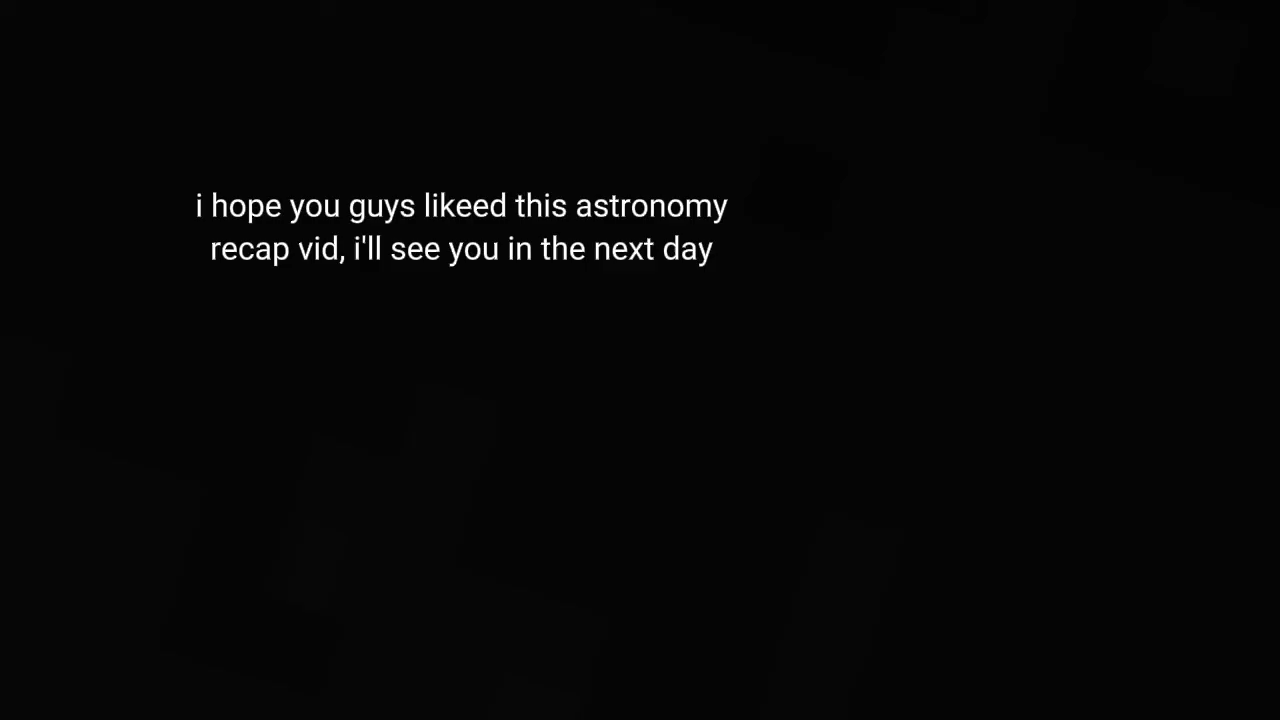 i hope you guys likeed this astronomy
recap vid, i'll see you in the next day